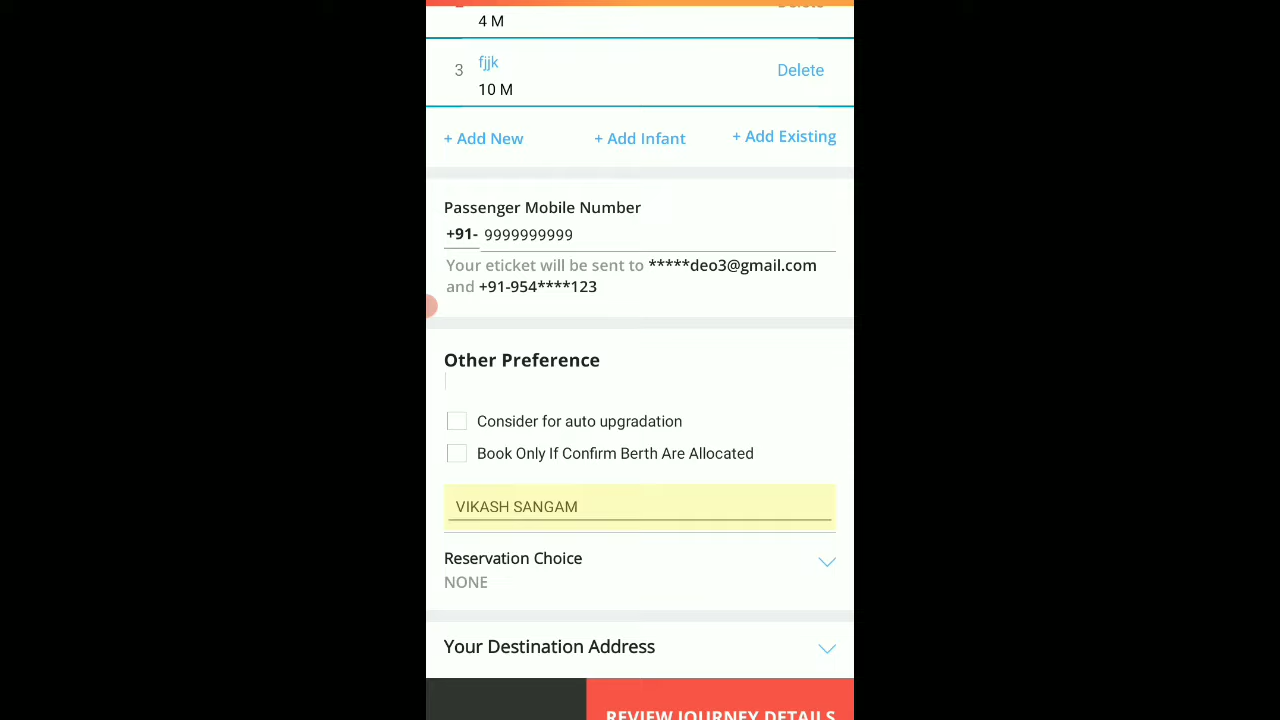 4 M
3
fjjk
10 M
Delete
+ Add New
+ Add Infant
+ Add Existing
Passenger Mobile Number
+91- 9999999999
Your eticket will be sent to *****deo3@gmail.com
and +91-954****123
Other Preference
Consider for auto upgradation
Book Only If Confirm Berth Are Allocated
VIKASH SANGAM
Reservation Choice
NONE
Your Destination Address
REVIEW JOURNEY DETAILS